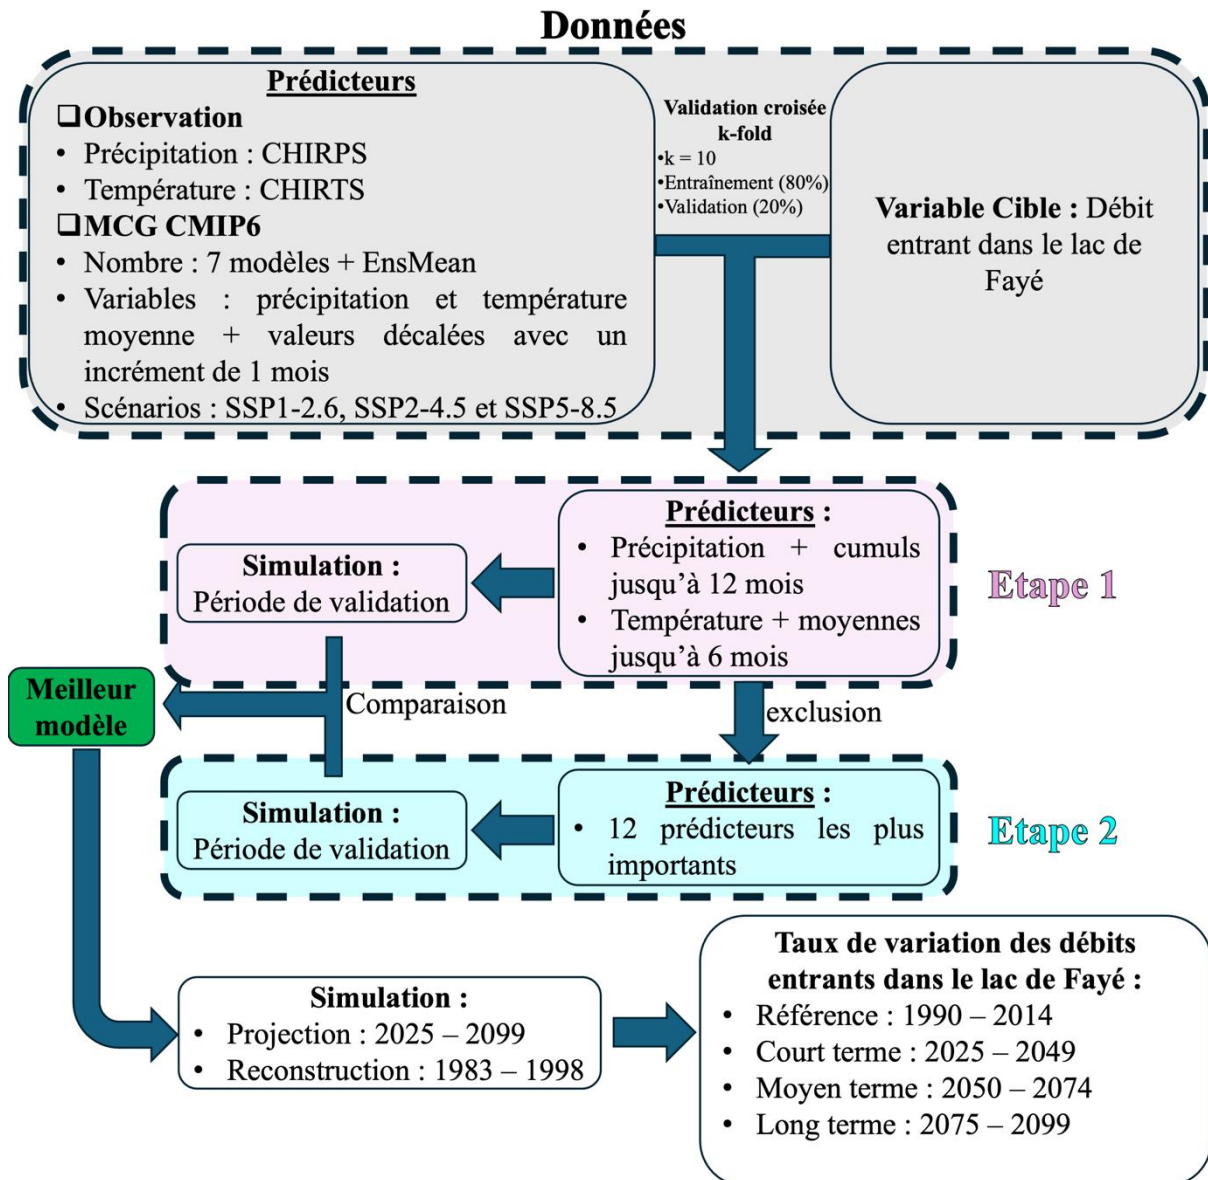 Données
Prédicteurs
❑Observation
• Précipitation : CHIRPS
• Température : CHIRTS
❑MCG CMIP6
• Nombre : 7 modèles + EnsMean
• Variables : précipitation et température
moyenne + valeurs décalées avec un
incrément de 1 mois
• Scénarios : SSP1-2.6, SSP2-4.5 et SSP5-8.5
Validation croisée
k-fold
•k = 10
•Entraînement (80%)
•Validation (20%)
Variable Cible : Débit
entrant dans le lac de
Fayé
Prédicteurs :
• Précipitation + cumuls
jusqu’à 12 mois
• Température + moyennes
jusqu’à 6 mois
Simulation :
Période de validation
Etape 1
Meilleur
modèle
Comparaison
exclusion
Prédicteurs :
• 12 prédicteurs les plus
importants
Simulation :
Période de validation
Etape 2
Simulation :
• Projection : 2025 – 2099
• Reconstruction : 1983 – 1998
Taux de variation des débits
entrants dans le lac de Fayé :
• Référence : 1990 – 2014
• Court terme : 2025 – 2049
• Moyen terme : 2050 – 2074
• Long terme : 2075 – 2099